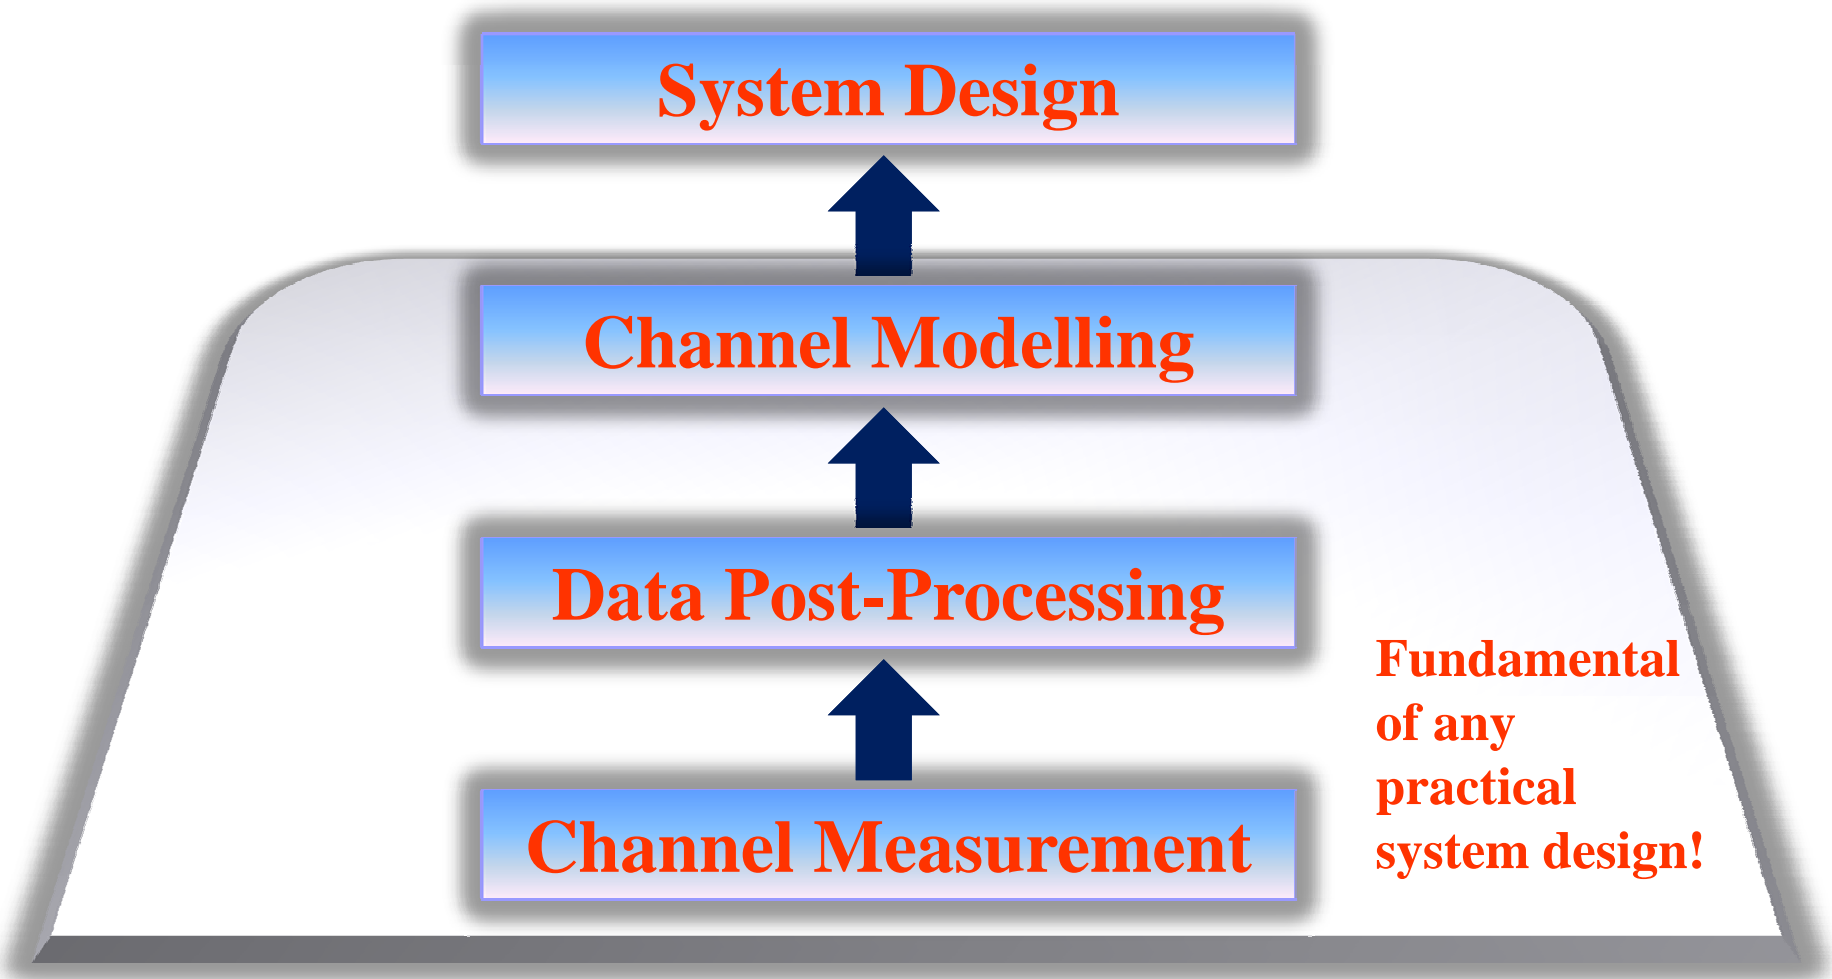 System Design
Channel Modelling
Data Post-Processing
Channel Measurement
Fundamental
of any
practical
system design!